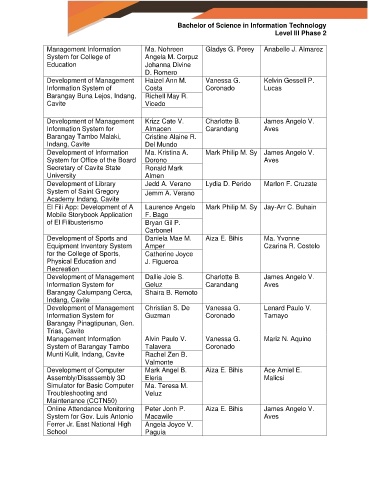 Bachelor of Science in Information Technology
Level III Phase 2
Management Information
System for College of
Education
Ma. Nohreen
Angela M. Corpuz
Johanna Divine
D. Romero
Gladys G. Perey
Anabelle J. Almarez
Development of Management
Information System of
Barangay Buna Lejos, Indang,
Cavite
Haizel Ann M.
Costa
Richell May R.
Vicedo
Vanessa G.
Coronado
Kelvin Gessell P.
Lucas
Development of Management
Information System for
Barangay Tambo Malaki,
Indang, Cavite
Krizz Cate V.
Almacen
Cristine Alaine R.
Del Mundo
Charlotte B.
Carandang
James Angelo V.
Aves
Development of Information
System for Office of the Board
Secretary of Cavite State
University
Ma. Kristina A.
Dorono
Ronald Mark
Almen
Mark Philip M. Sy
James Angelo V.
Aves
Development of Library
System of Saint Gregory
Academy Indang, Cavite
Jedd A. Verano
Jemm A. Verano
Lydia D. Perido
Marlon F. Cruzate
El Fili App: Development of A
Mobile Storybook Application
of El Filibusterismo
Laurence Angelo
F. Bago
Bryan Gil P.
Carbonel
Mark Philip M. Sy
Jay-Arr C. Buhain
Development of Sports and
Equipment Inventory System
for the College of Sports,
Physical Education and
Recreation
Daniela Mae M.
Amper
Catherine Joyce
J. Figueroa
Aiza E. Bihis
Ma. Yvonne
Czarina R. Costelo
Development of Management
Information System for
Barangay Calumpang Cerca,
Indang, Cavite
Dallie Joie S.
Geluz
Shaira B. Remoto
Charlotte B.
Carandang
James Angelo V.
Aves
Development of Management
Information System for
Barangay Pinagtipunan, Gen.
Trias, Cavite
Christian S. De
Guzman
Vanessa G.
Coronado
Lenard Paulo V.
Tamayo
Management Information
System of Barangay Tambo
Munti Kulit, Indang, Cavite
Alvin Paulo V.
Talavera
Rachel Zen B.
Valmonte
Vanessa G.
Coronado
Mariz N. Aquino
Development of Computer
Assembly/Disasssembly 3D
Simulator for Basic Computer
Troubleshooting and
Maintenance (CCTN50)
Mark Angel B.
Eleria
Ma. Teresa M.
Veluz
Aiza E. Bihis
Ace Amiel E.
Malicsi
Online Attendance Monitoring
System for Gov. Luis Antonio
Ferrer Jr. East National High
School
Peter Jonh P.
Macawile
Angela Joyce V.
Paguia
Aiza E. Bihis
James Angelo V.
Aves